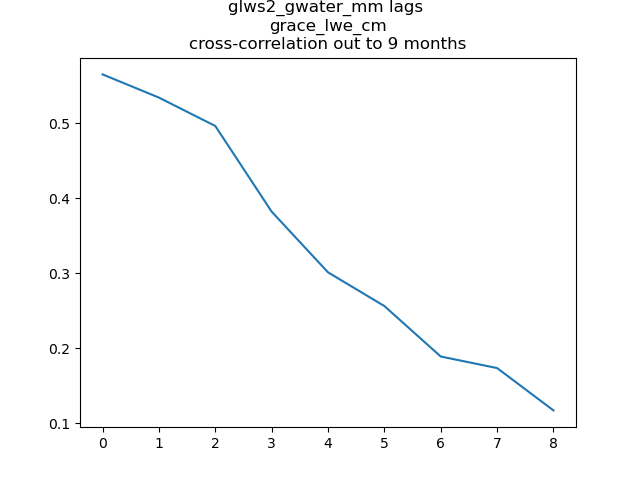 glws2_gwater_mm lags
grace_lwe_cm
cross-correlation out to 9 months
0.5
0.4
0.3
0.2
0.1
0 1 2 3 4 5 6 7 8